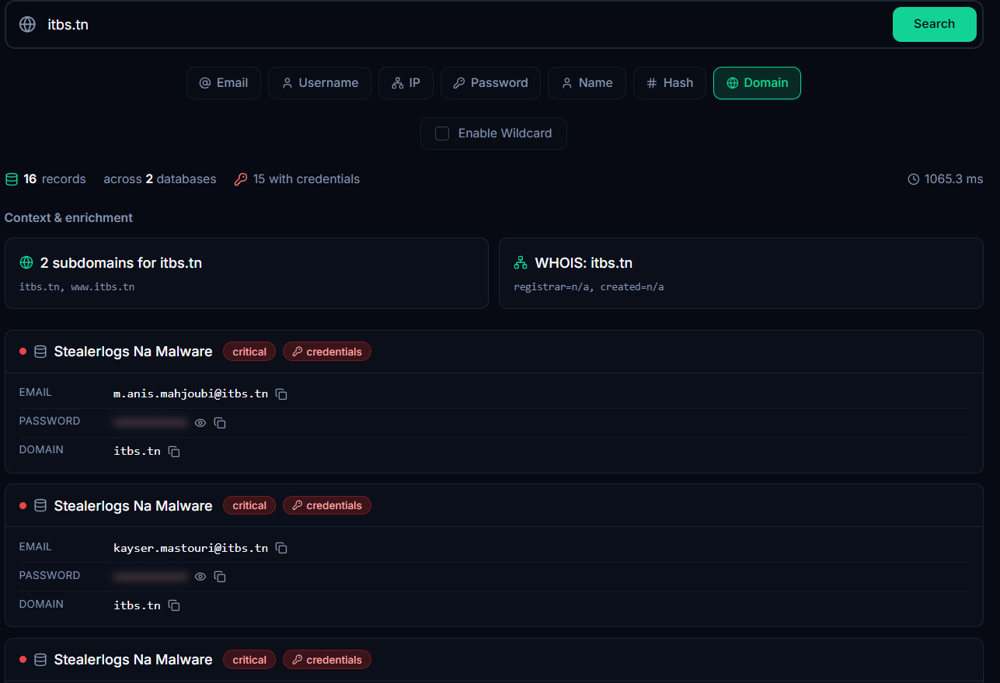 itbs.tn
Search
@ Email Username IP Password Name # Hash Domain
Enable Wildcard
16 records across 2 databases 15 with credentials 1065.3 ms
Context & enrichment
2 subdomains for itbs.tn
itbs.tn, www.itbs.tn
WHOIS: itbs.tn
registrar=n/a, created=n/a
Stealerlogs Na Malware critical credentials
EMAIL m.anis.mahjoubi@itbs.tn
PASSWORD
DOMAIN itbs.tn
Stealerlogs Na Malware critical credentials
EMAIL kayser.mastouri@itbs.tn
PASSWORD
DOMAIN itbs.tn
Stealerlogs Na Malware critical credentials